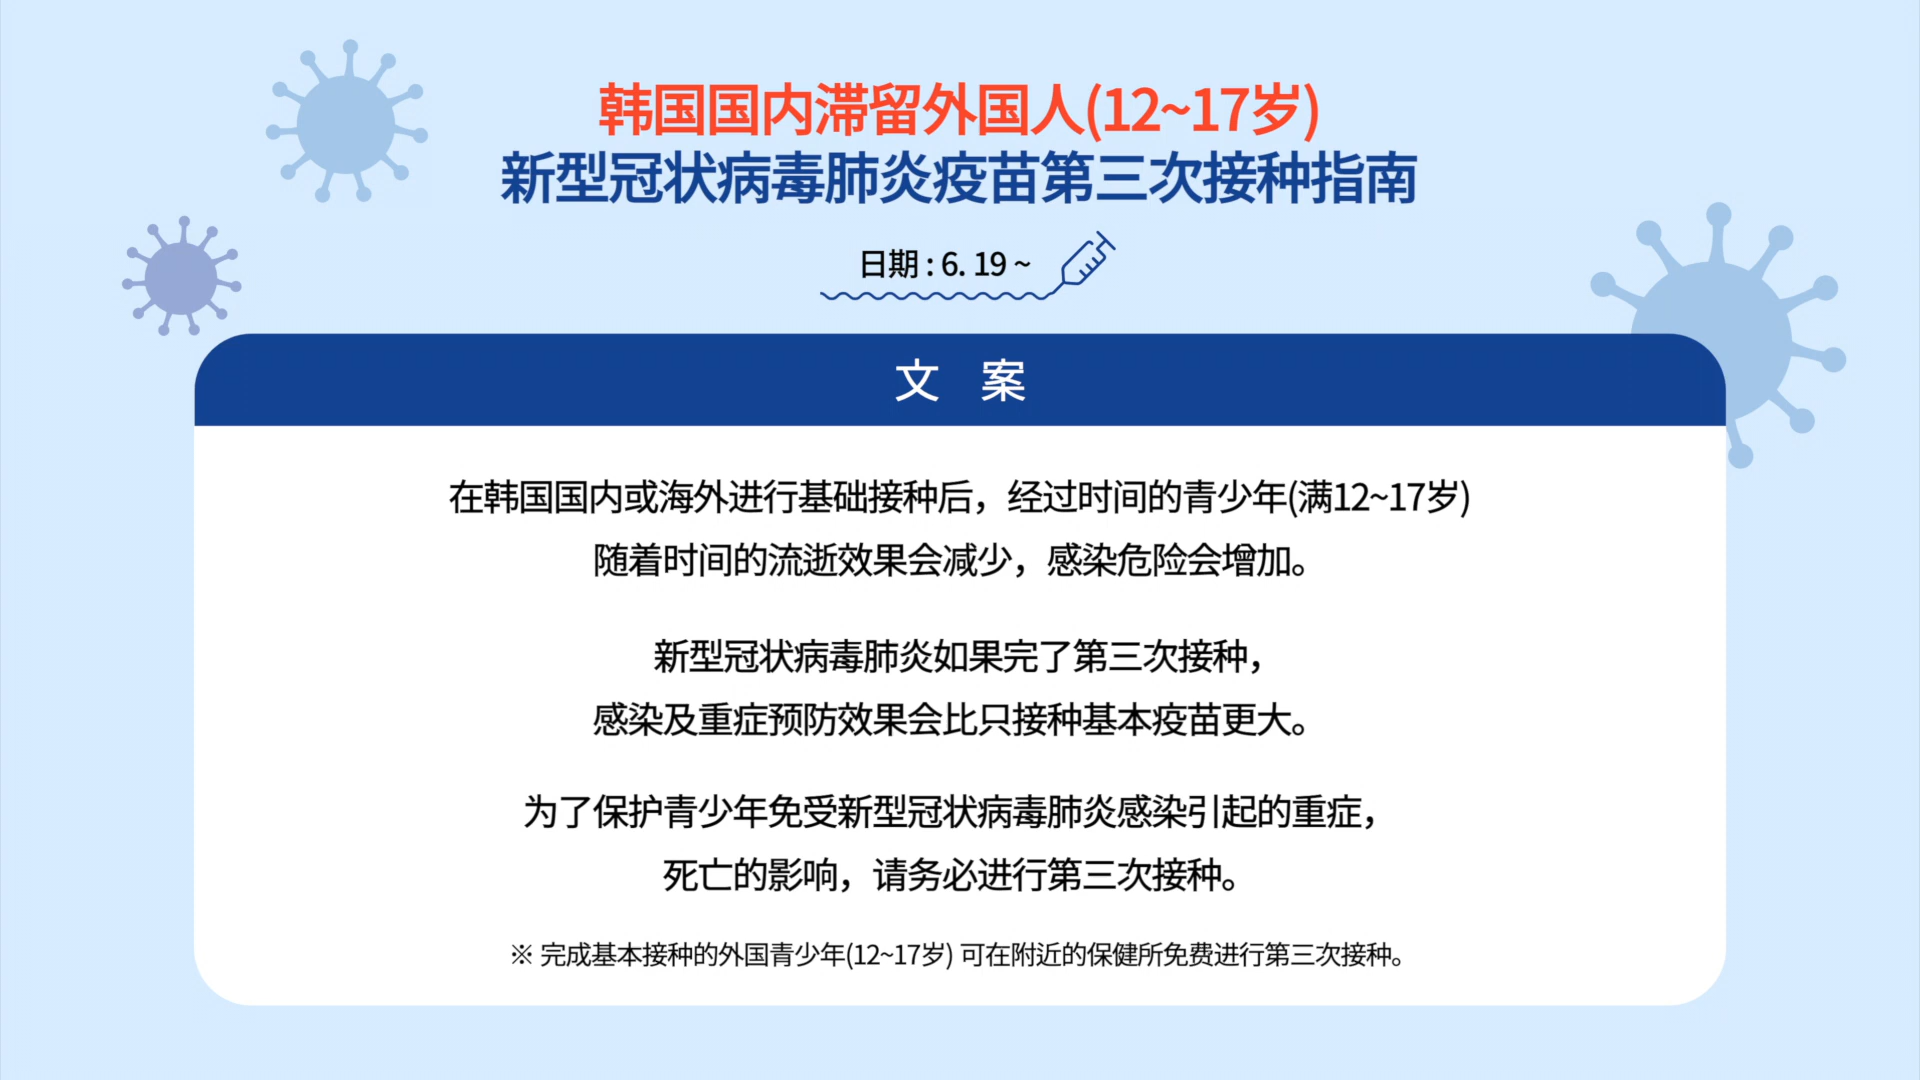 韩国国内滞留外国人(12~17岁)
新型冠状病毒肺炎疫苗第三次接种指南
日期 : 6. 19 ~
文 案
在韩国国内或海外进行基础接种后，经过时间的青少年(满12~17岁)
随着时间的流逝效果会减少，感染危险会增加。
新型冠状病毒肺炎如果完了第三次接种，
感染及重症预防效果会比只接种基本疫苗更大。
为了保护青少年免受新型冠状病毒肺炎感染引起的重症，
死亡的影响，请务必进行第三次接种。
※ 完成基本接种的外国青少年(12~17岁) 可在附近的保健所免费进行第三次接种。